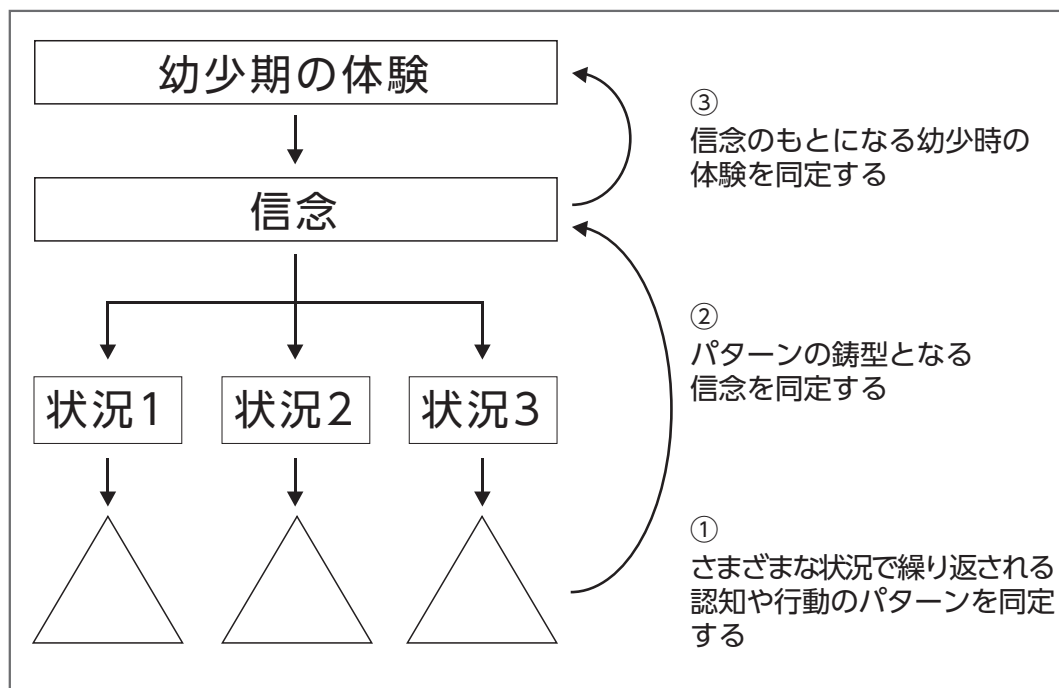 幼少期の体験
信念
状況1
状況2
状況3
③
信念のもとになる幼少時の
体験を同定する
②
パターンの鋳型となる
信念を同定する
①
さまざまな状況で繰り返される
認知や行動のパターンを同定
する